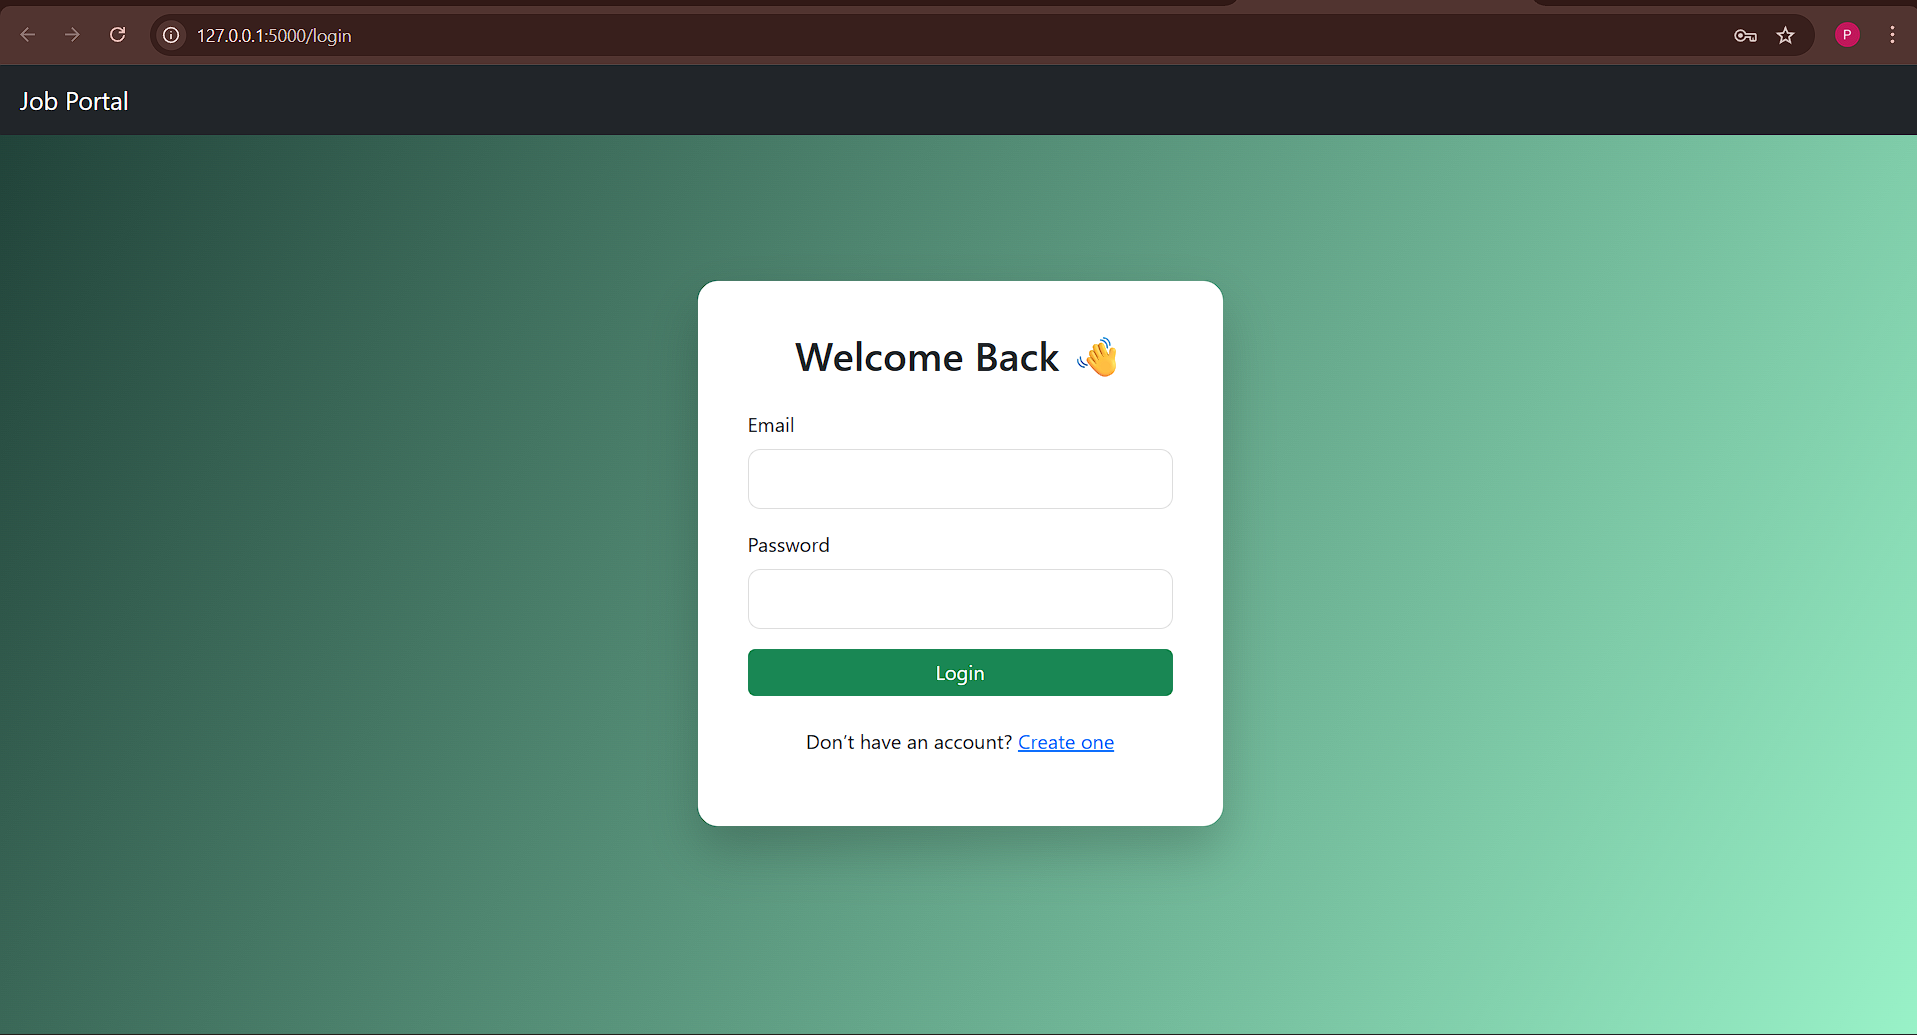 127.0.0.1:5000/login
P
Job Portal
Welcome Back 👋
Email
Password
Login
Don’t have an account? Create one